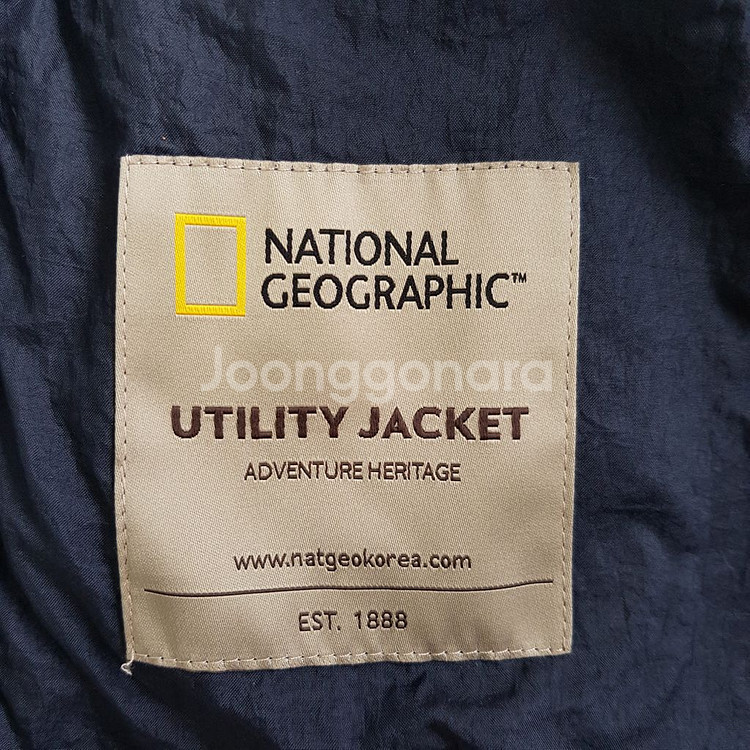 NATIONAL
GEOGRAPHIC™
Joonggonara
UTILITY JACKET
ADVENTURE HERITAGE
www.natgeokorea.com
EST. 1888